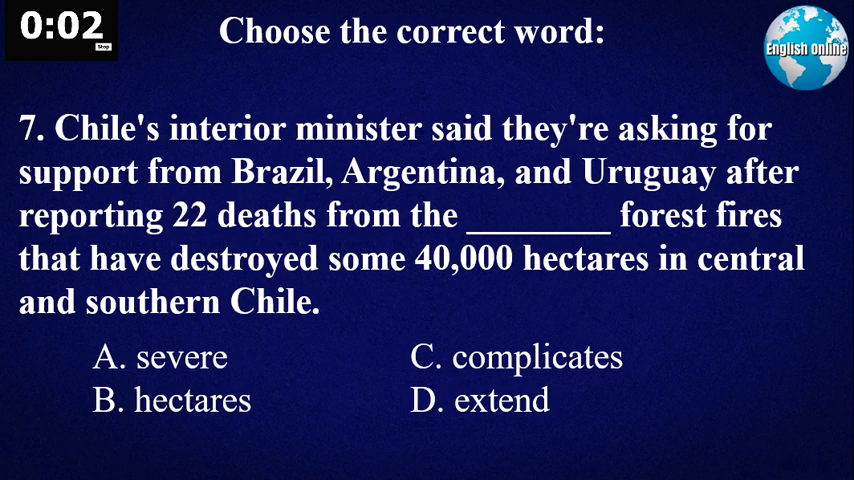 0:02
Stop
Choose the correct word:
English Online
7. Chile's interior minister said they're asking for
support from Brazil, Argentina, and Uruguay after
reporting 22 deaths from the ________ forest fires
that have destroyed some 40,000 hectares in central
and southern Chile.
A. severe
C. complicates
B. hectares
D. extend